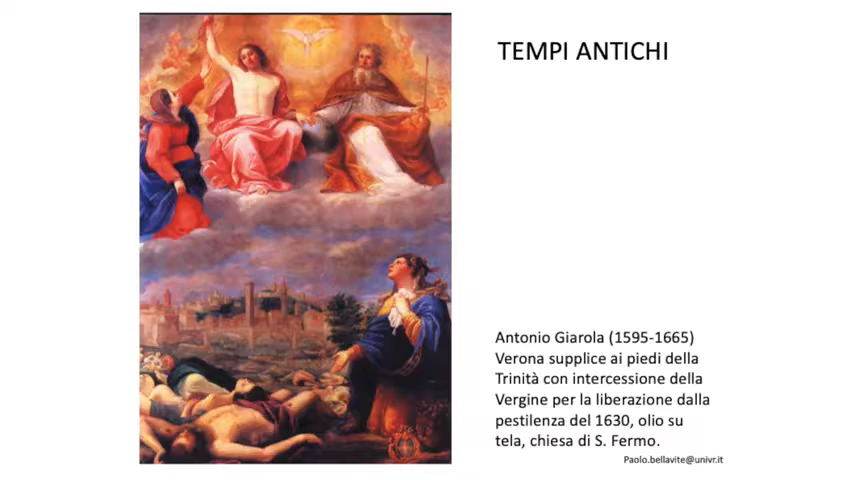 TEMPI ANTICHI
Antonio Giarola (1595-1665)
Verona supplice ai piedi della
Trinità con intercessione della
Vergine per la liberazione dalla
pestilenza del 1630, olio su
tela, chiesa di S. Fermo.
Paolo.bellavite@univr.it